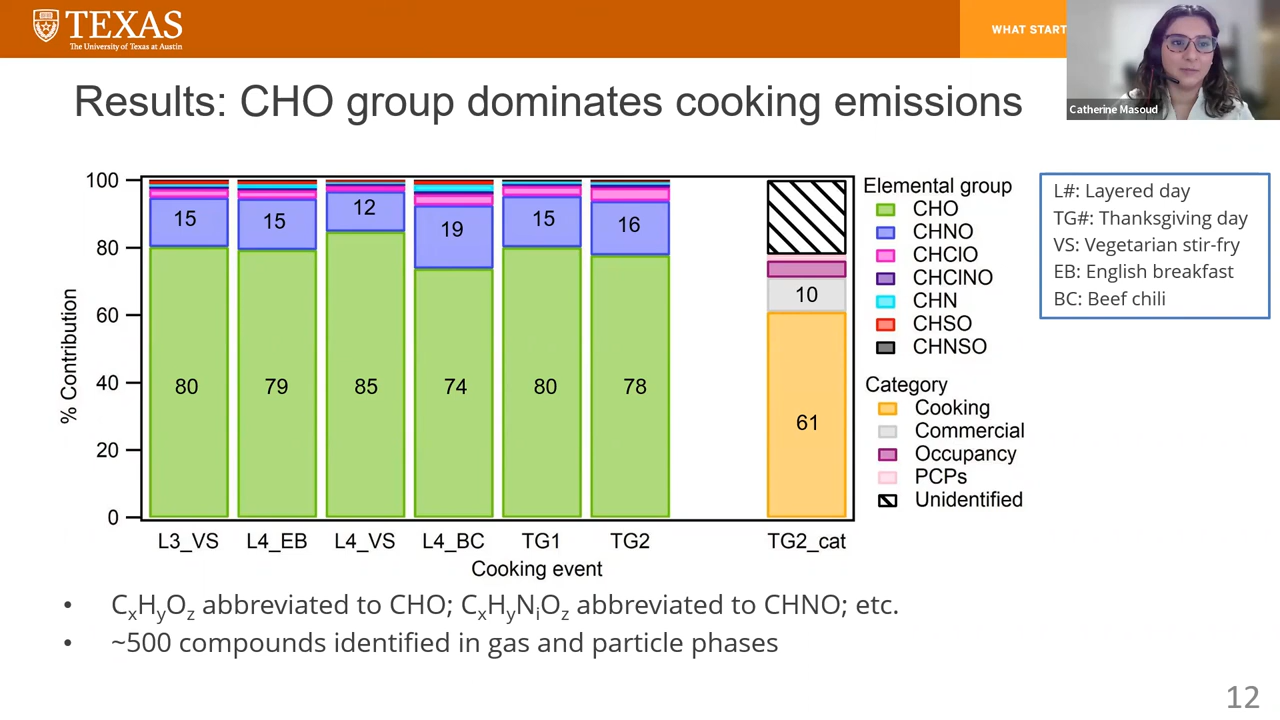 TEXAS
The University of Texas at Austin
WHAT START
Catherine Masoud
Results: CHO group dominates cooking emissions
% Contribution
100
80
60
40
20
0
15
15
12
19
15
16
80
79
85
74
80
78
10
61
L3_VS
L4_EB
L4_VS
L4_BC
TG1
TG2
TG2_cat
Cooking event
Elemental group
CHO
CHNO
CHClO
CHClNO
CHN
CHSO
CHNSO
Category
Cooking
Commercial
Occupancy
PCPs
Unidentified
L#: Layered day
TG#: Thanksgiving day
VS: Vegetarian stir-fry
EB: English breakfast
BC: Beef chili
• CxHyOz abbreviated to CHO; CxHyNiOz abbreviated to CHNO; etc.
• ~500 compounds identified in gas and particle phases
12